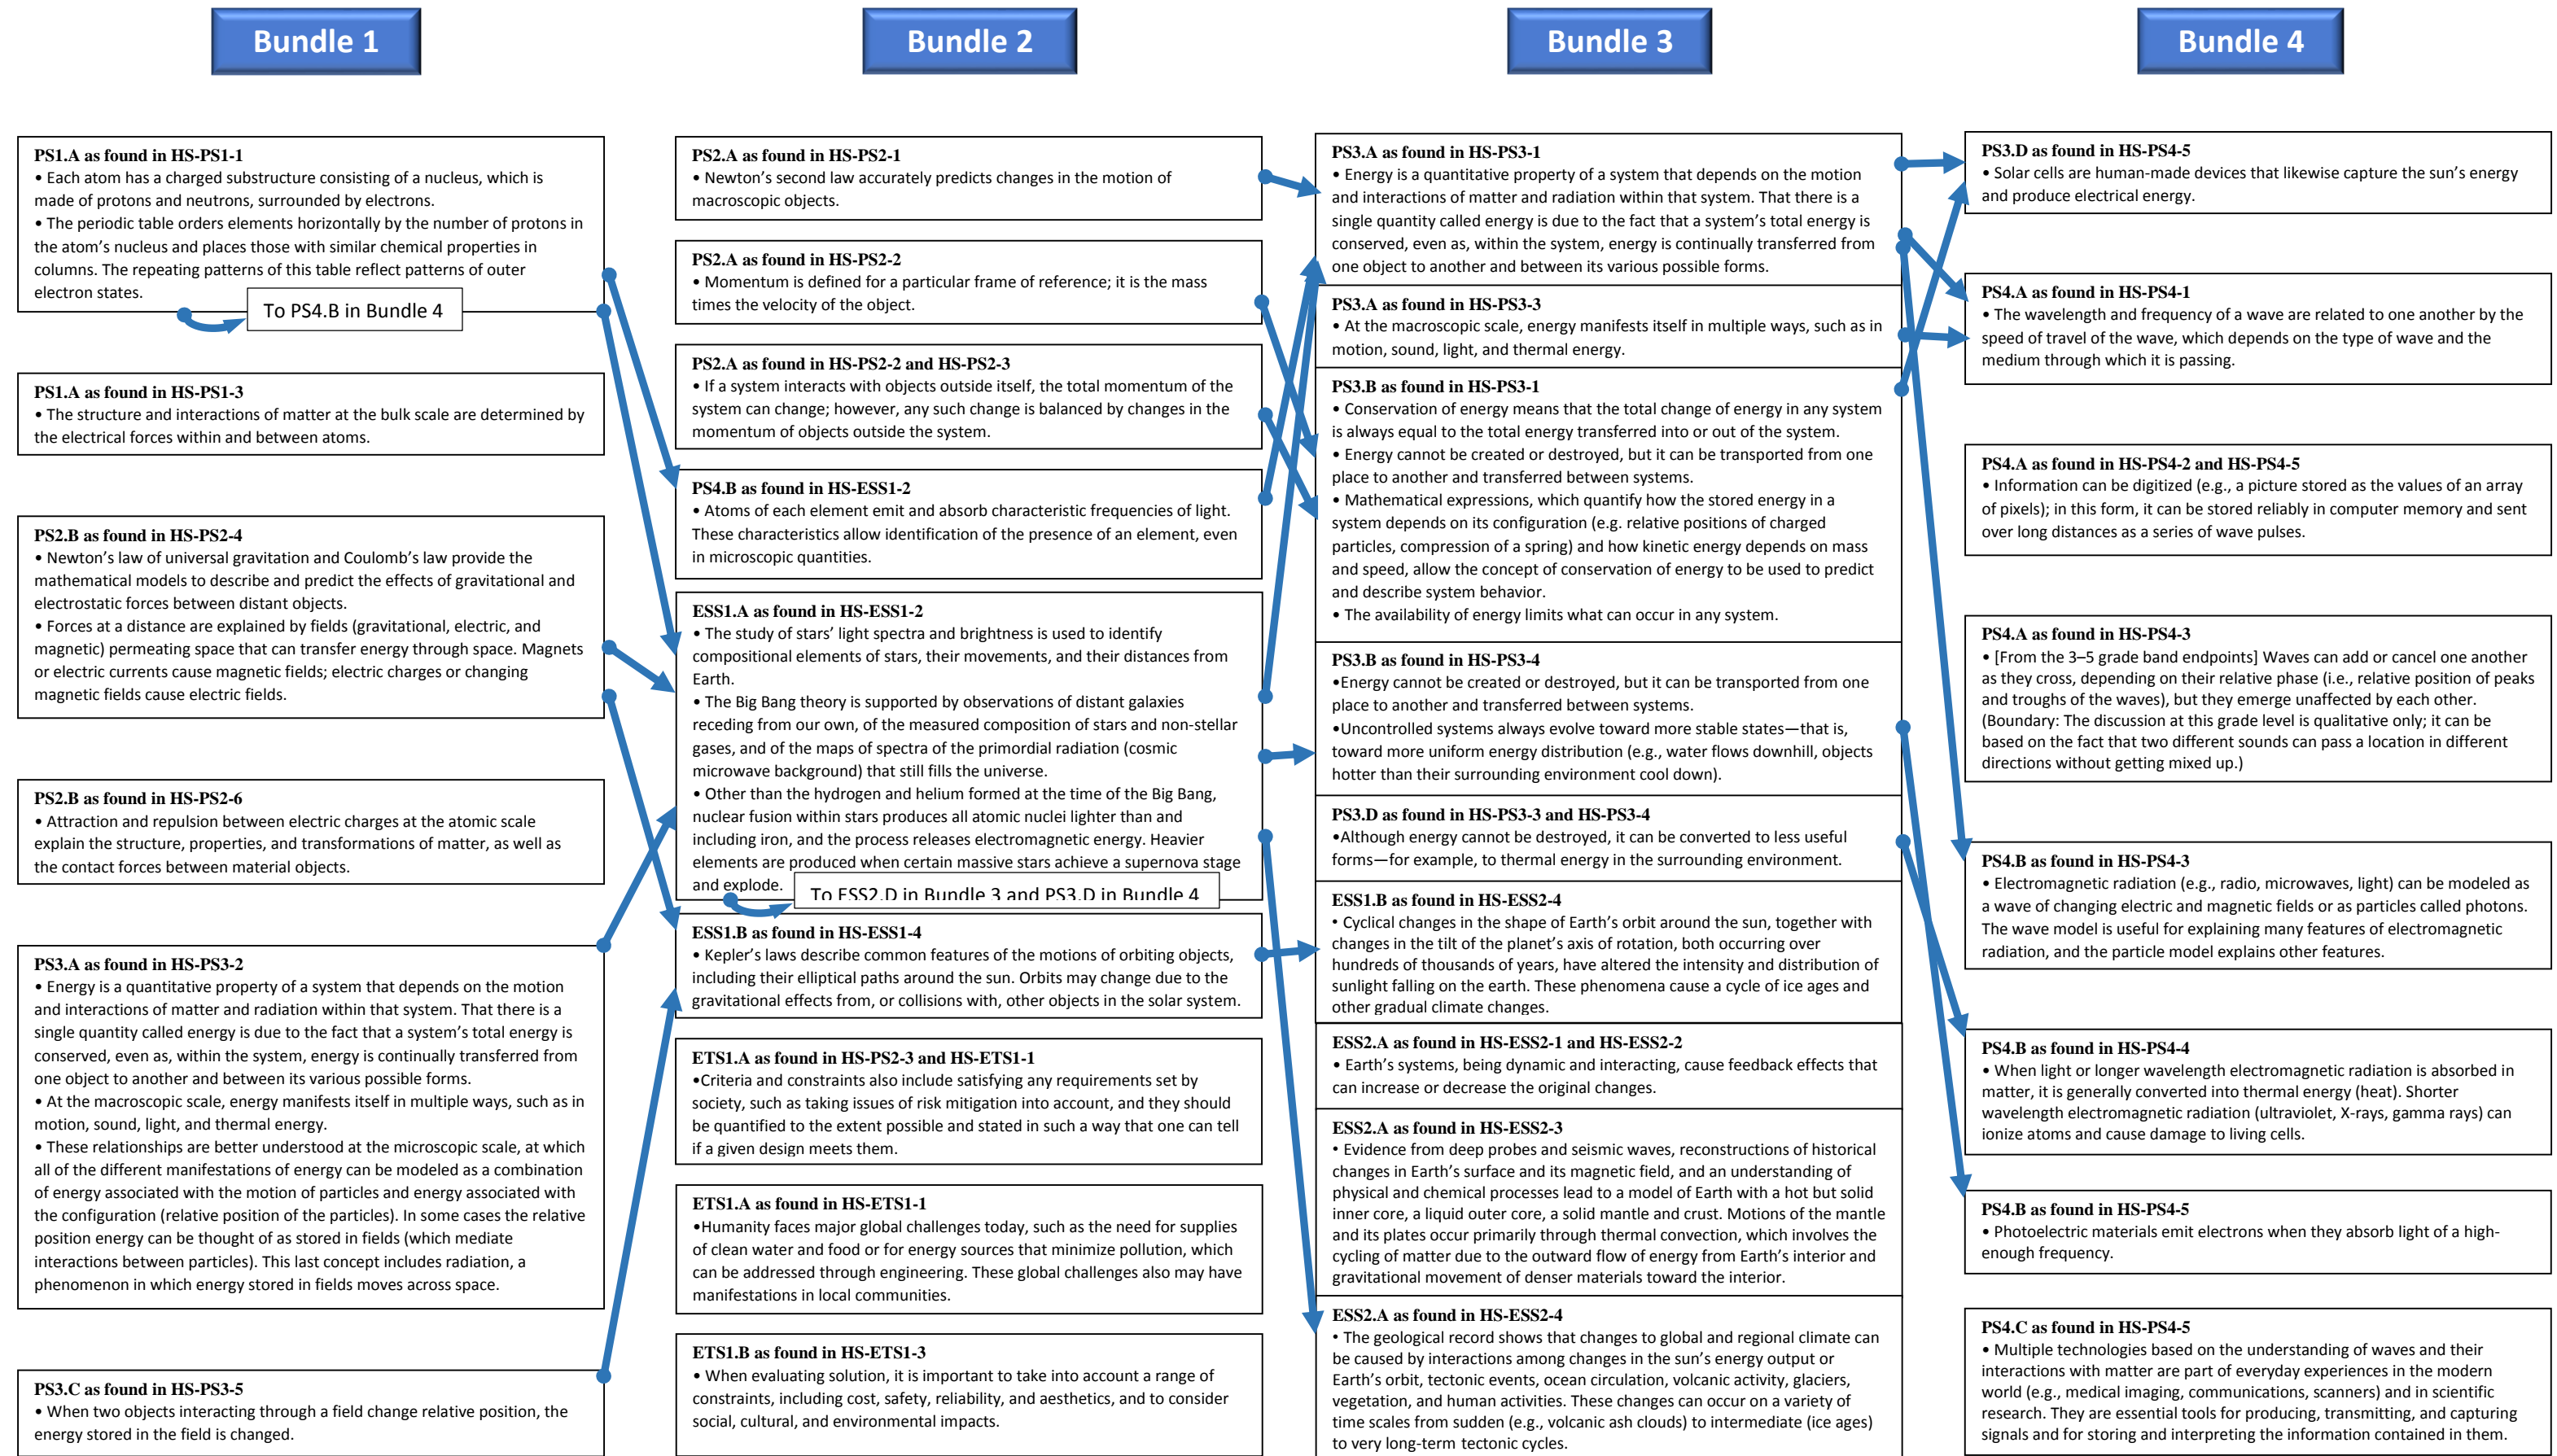 Bundle 1
PS1.A as found in HS-PS1-1
• Each atom has a charged substructure consisting of a nucleus, which is
made of protons and neutrons, surrounded by electrons.
• The periodic table orders elements horizontally by the number of protons in
the atom’s nucleus and places those with similar chemical properties in
columns. The repeating patterns of this table reflect patterns of outer
electron states.
To PS4.B in Bundle 4
PS1.A as found in HS-PS1-3
• The structure and interactions of matter at the bulk scale are determined by
the electrical forces within and between atoms.
PS2.B as found in HS-PS2-4
• Newton’s law of universal gravitation and Coulomb’s law provide the
mathematical models to describe and predict the effects of gravitational and
electrostatic forces between distant objects.
• Forces at a distance are explained by fields (gravitational, electric, and
magnetic) permeating space that can transfer energy through space. Magnets
or electric currents cause magnetic fields; electric charges or changing
magnetic fields cause electric fields.
PS2.B as found in HS-PS2-6
• Attraction and repulsion between electric charges at the atomic scale
explain the structure, properties, and transformations of matter, as well as
the contact forces between material objects.
PS3.A as found in HS-PS3-2
• Energy is a quantitative property of a system that depends on the motion
and interactions of matter and radiation within that system. That there is a
single quantity called energy is due to the fact that a system’s total energy is
conserved, even as, within the system, energy is continually transferred from
one object to another and between its various possible forms.
• At the macroscopic scale, energy manifests itself in multiple ways, such as in
motion, sound, light, and thermal energy.
• These relationships are better understood at the microscopic scale, at which
all of the different manifestations of energy can be modeled as a combination
of energy associated with the motion of particles and energy associated with
the configuration (relative position of the particles). In some cases the relative
position energy can be thought of as stored in fields (which mediate
interactions between particles). This last concept includes radiation, a
phenomenon in which energy stored in fields moves across space.
PS3.C as found in HS-PS3-5
• When two objects interacting through a field change relative position, the
energy stored in the field is changed.
Bundle 2
PS2.A as found in HS-PS2-1
• Newton’s second law accurately predicts changes in the motion of
macroscopic objects.
PS2.A as found in HS-PS2-2
• Momentum is defined for a particular frame of reference; it is the mass
times the velocity of the object.
PS2.A as found in HS-PS2-2 and HS-PS2-3
• If a system interacts with objects outside itself, the total momentum of the
system can change; however, any such change is balanced by changes in the
momentum of objects outside the system.
PS4.B as found in HS-ESS1-2
• Atoms of each element emit and absorb characteristic frequencies of light.
These characteristics allow identification of the presence of an element, even
in microscopic quantities.
ESS1.A as found in HS-ESS1-2
• The study of stars’ light spectra and brightness is used to identify
compositional elements of stars, their movements, and their distances from
Earth.
• The Big Bang theory is supported by observations of distant galaxies
receding from our own, of the measured composition of stars and non-stellar
gases, and of the maps of spectra of the primordial radiation (cosmic
microwave background) that still fills the universe.
• Other than the hydrogen and helium formed at the time of the Big Bang,
nuclear fusion within stars produces all atomic nuclei lighter than and
including iron, and the process releases electromagnetic energy. Heavier
elements are produced when certain massive stars achieve a supernova stage
and explode.
To ESS2.D in Bundle 3 and PS3.D in Bundle 4
ESS1.B as found in HS-ESS1-4
• Kepler’s laws describe common features of the motions of orbiting objects,
including their elliptical paths around the sun. Orbits may change due to the
gravitational effects from, or collisions with, other objects in the solar system.
ETS1.A as found in HS-PS2-3 and HS-ETS1-1
•Criteria and constraints also include satisfying any requirements set by
society, such as taking issues of risk mitigation into account, and they should
be quantified to the extent possible and stated in such a way that one can tell
if a given design meets them.
ETS1.A as found in HS-ETS1-1
•Humanity faces major global challenges today, such as the need for supplies
of clean water and food or for energy sources that minimize pollution, which
can be addressed through engineering. These global challenges also may have
manifestations in local communities.
ETS1.B as found in HS-ETS1-3
• When evaluating solution, it is important to take into account a range of
constraints, including cost, safety, reliability, and aesthetics, and to consider
social, cultural, and environmental impacts.
Bundle 3
PS3.A as found in HS-PS3-1
• Energy is a quantitative property of a system that depends on the motion
and interactions of matter and radiation within that system. That there is a
single quantity called energy is due to the fact that a system’s total energy is
conserved, even as, within the system, energy is continually transferred from
one object to another and between its various possible forms.
PS3.A as found in HS-PS3-3
• At the macroscopic scale, energy manifests itself in multiple ways, such as in
motion, sound, light, and thermal energy.
PS3.B as found in HS-PS3-1
• Conservation of energy means that the total change of energy in any system
is always equal to the total energy transferred into or out of the system.
• Energy cannot be created or destroyed, but it can be transported from one
place to another and transferred between systems.
• Mathematical expressions, which quantify how the stored energy in a
system depends on its configuration (e.g. relative positions of charged
particles, compression of a spring) and how kinetic energy depends on mass
and speed, allow the concept of conservation of energy to be used to predict
and describe system behavior.
• The availability of energy limits what can occur in any system.
PS3.B as found in HS-PS3-4
•Energy cannot be created or destroyed, but it can be transported from one
place to another and transferred between systems.
•Uncontrolled systems always evolve toward more stable states—that is,
toward more uniform energy distribution (e.g., water flows downhill, objects
hotter than their surrounding environment cool down).
PS3.D as found in HS-PS3-3 and HS-PS3-4
•Although energy cannot be destroyed, it can be converted to less useful
forms—for example, to thermal energy in the surrounding environment.
ESS1.B as found in HS-ESS2-4
• Cyclical changes in the shape of Earth’s orbit around the sun, together with
changes in the tilt of the planet’s axis of rotation, both occurring over
hundreds of thousands of years, have altered the intensity and distribution of
sunlight falling on the earth. These phenomena cause a cycle of ice ages and
other gradual climate changes.
ESS2.A as found in HS-ESS2-1 and HS-ESS2-2
• Earth’s systems, being dynamic and interacting, cause feedback effects that
can increase or decrease the original changes.
ESS2.A as found in HS-ESS2-3
• Evidence from deep probes and seismic waves, reconstructions of historical
changes in Earth’s surface and its magnetic field, and an understanding of
physical and chemical processes lead to a model of Earth with a hot but solid
inner core, a liquid outer core, a solid mantle and crust. Motions of the mantle
and its plates occur primarily through thermal convection, which involves the
cycling of matter due to the outward flow of energy from Earth’s interior and
gravitational movement of denser materials toward the interior.
ESS2.A as found in HS-ESS2-4
• The geological record shows that changes to global and regional climate can
be caused by interactions among changes in the sun’s energy output or
Earth’s orbit, tectonic events, ocean circulation, volcanic activity, glaciers,
vegetation, and human activities. These changes can occur on a variety of
time scales from sudden (e.g., volcanic ash clouds) to intermediate (ice ages)
to very long-term tectonic cycles.
Bundle 4
PS3.D as found in HS-PS4-5
• Solar cells are human-made devices that likewise capture the sun’s energy
and produce electrical energy.
PS4.A as found in HS-PS4-1
• The wavelength and frequency of a wave are related to one another by the
speed of travel of the wave, which depends on the type of wave and the
medium through which it is passing.
PS4.A as found in HS-PS4-2 and HS-PS4-5
• Information can be digitized (e.g., a picture stored as the values of an array
of pixels); in this form, it can be stored reliably in computer memory and sent
over long distances as a series of wave pulses.
PS4.A as found in HS-PS4-3
• [From the 3–5 grade band endpoints] Waves can add or cancel one another
as they cross, depending on their relative phase (i.e., relative position of peaks
and troughs of the waves), but they emerge unaffected by each other.
(Boundary: The discussion at this grade level is qualitative only; it can be
based on the fact that two different sounds can pass a location in different
directions without getting mixed up.)
PS4.B as found in HS-PS4-3
• Electromagnetic radiation (e.g., radio, microwaves, light) can be modeled as
a wave of changing electric and magnetic fields or as particles called photons.
The wave model is useful for explaining many features of electromagnetic
radiation, and the particle model explains other features.
PS4.B as found in HS-PS4-4
• When light or longer wavelength electromagnetic radiation is absorbed in
matter, it is generally converted into thermal energy (heat). Shorter
wavelength electromagnetic radiation (ultraviolet, X-rays, gamma rays) can
ionize atoms and cause damage to living cells.
PS4.B as found in HS-PS4-5
• Photoelectric materials emit electrons when they absorb light of a high-
enough frequency.
PS4.C as found in HS-PS4-5
• Multiple technologies based on the understanding of waves and their
interactions with matter are part of everyday experiences in the modern
world (e.g., medical imaging, communications, scanners) and in scientific
research. They are essential tools for producing, transmitting, and capturing
signals and for storing and interpreting the information contained in them.